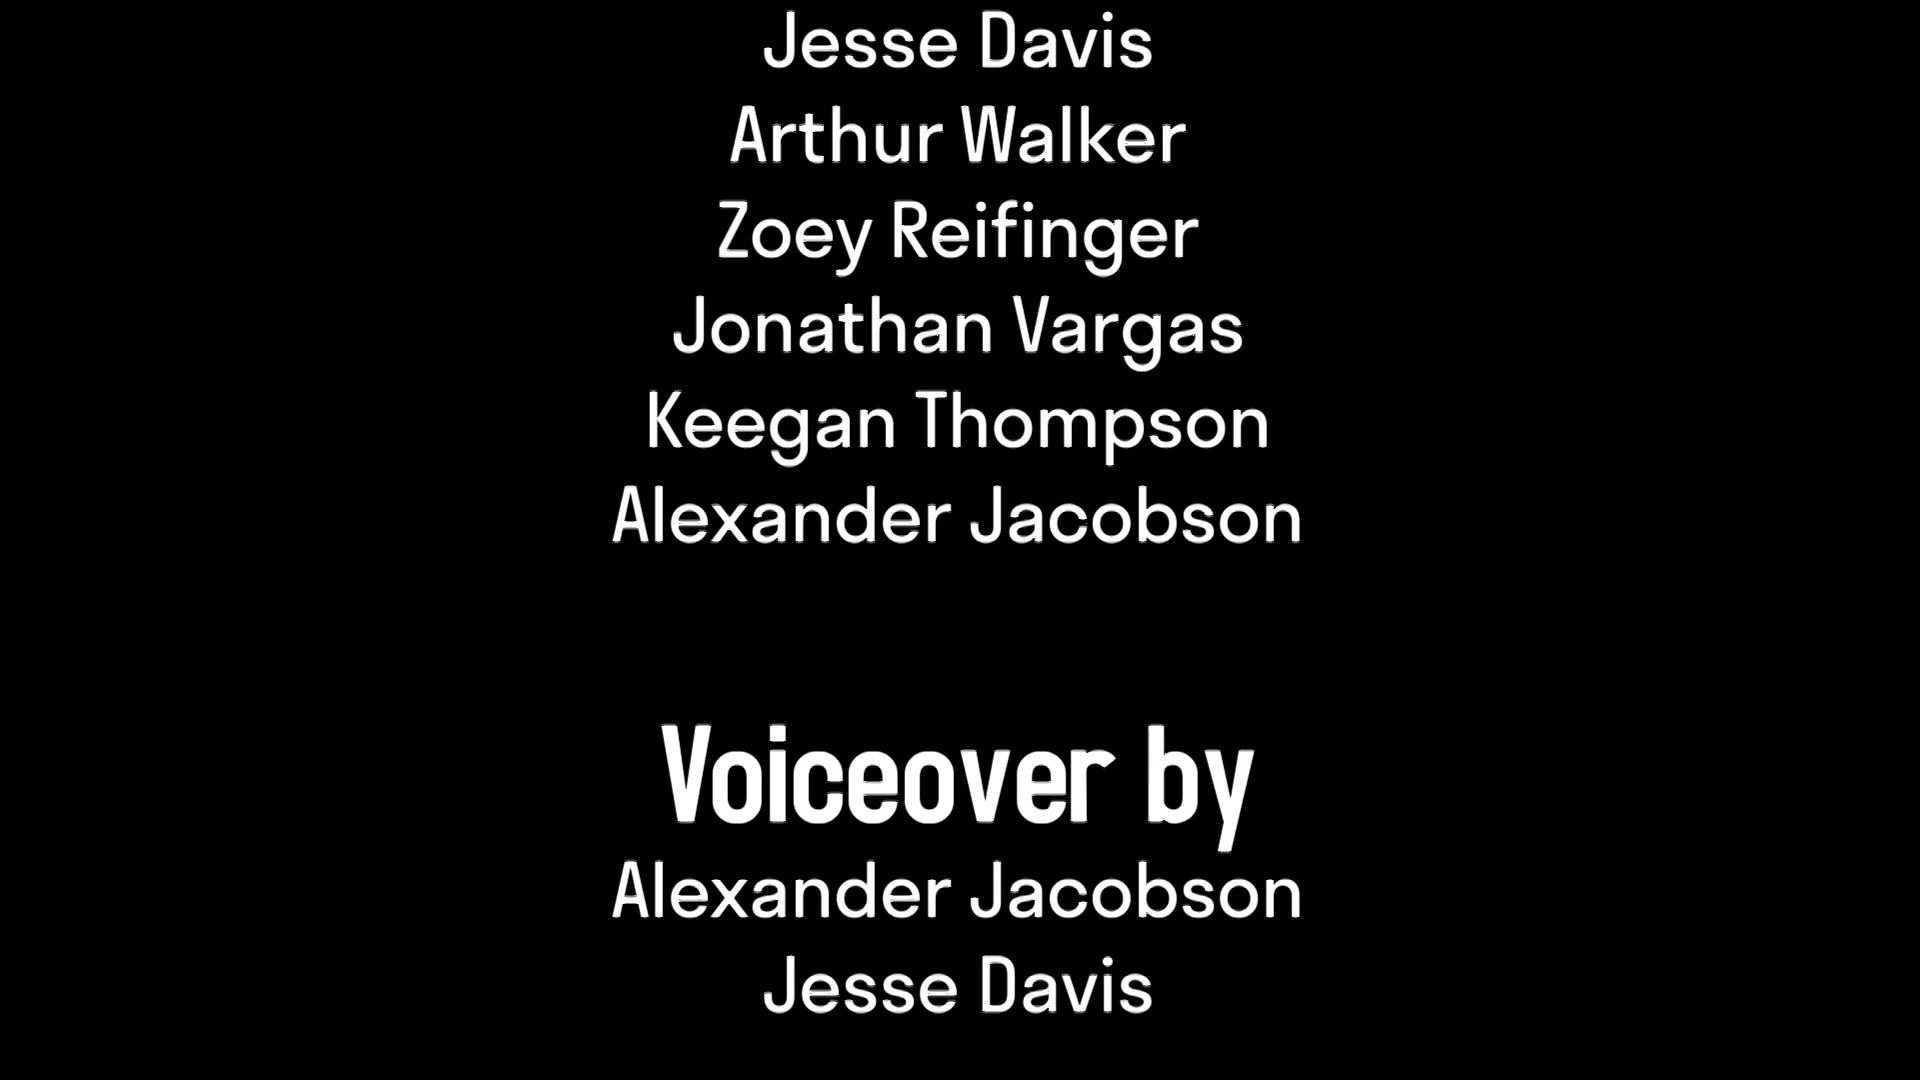 Jesse Davis
Arthur Walker
Zoey Reifinger
Jonathan Vargas
Keegan Thompson
Alexander Jacobson
Voiceover by
Alexander Jacobson
Jesse Davis